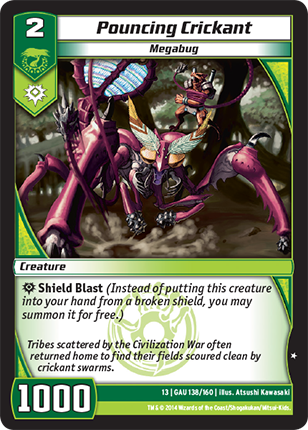 2
Pouncing Crickant
Megabug
Creature
Shield Blast (Instead of putting this creature
into your hand from a broken shield, you may
summon it for free.)
Tribes scattered by the Civilization War often
returned home to find their fields scoured clean by
crickant swarms.
1000
13 | GAU 138/160 | Illus. Atsushi Kawasaki
TM & © 2014 Wizards of the Coast/Shogakukan/Mitsui-Kids.